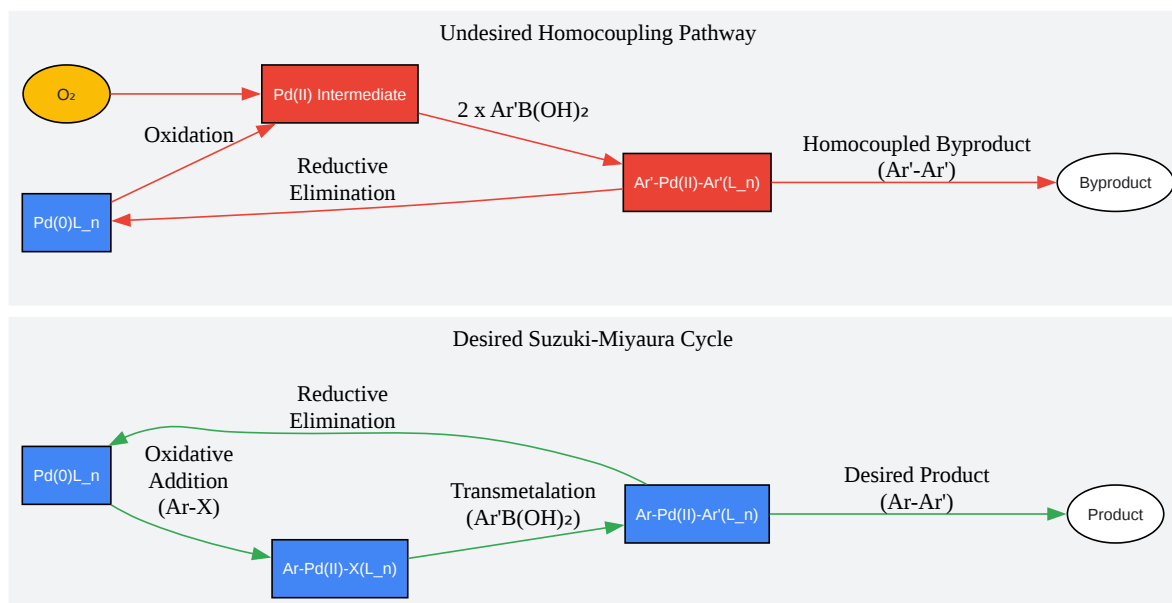 Undesired Homocoupling Pathway
O₂
Pd(II) Intermediate
2 x Ar'B(OH)₂
Oxidation
Homocoupled Byproduct
(Ar'-Ar')
Reductive
Elimination
Ar'-Pd(II)-Ar'(L_n)
Byproduct
Pd(0)L_n
Desired Suzuki-Miyaura Cycle
Reductive
Elimination
Pd(0)L_n
Oxidative
Addition
(Ar-X)
Transmetalation
(Ar'B(OH)₂)
Desired Product
(Ar-Ar')
Ar-Pd(II)-Ar'(L_n)
Product
Ar-Pd(II)-X(L_n)